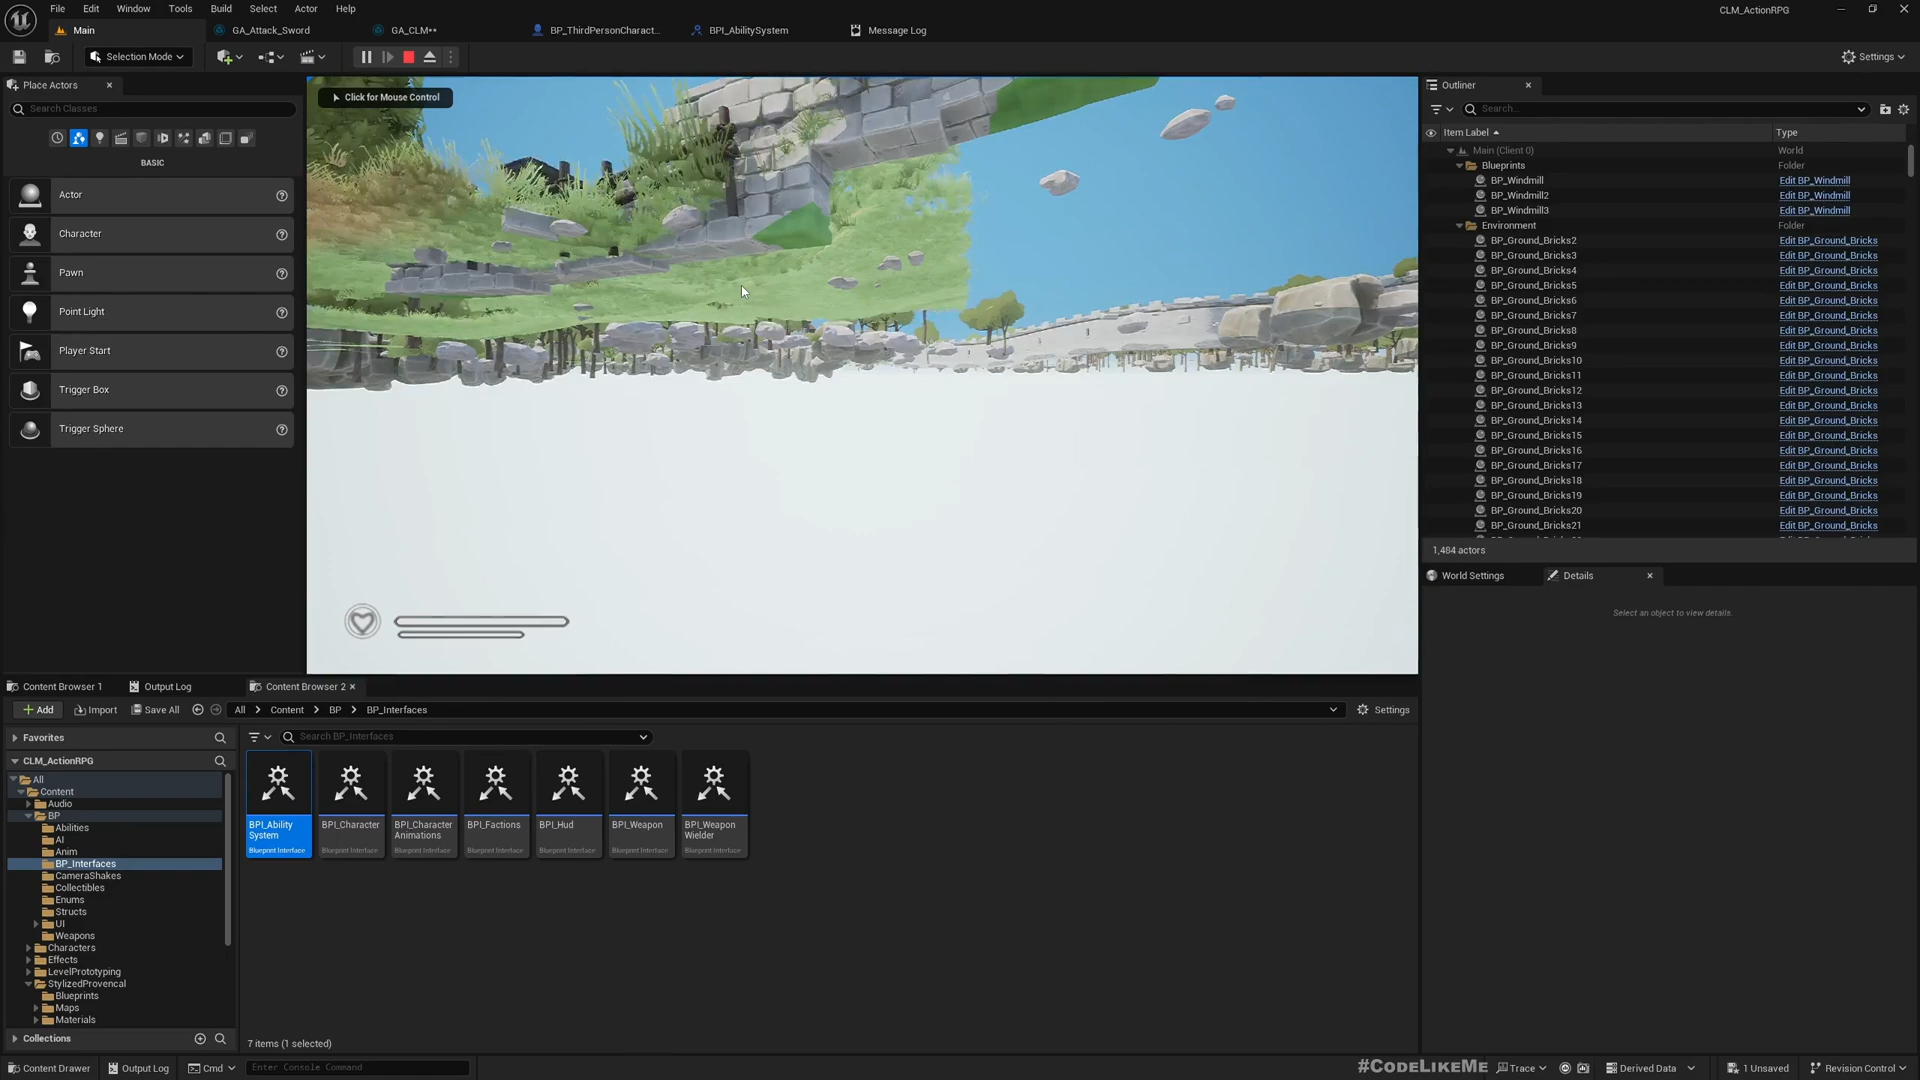 File Edit Window Tools Build Select Actor Help
CLM_ActionRPG
Main
GA_Attack_Sword
GA_CLM••
BP_ThirdPersonCharact...
BPI_AbilitySystem
Message Log
Selection Mode
Settings
Place Actors
Search Classes
BASIC
Actor
Character
Pawn
Point Light
Player Start
Trigger Box
Trigger Sphere
Click for Mouse Control
Outliner
Search...
Item Label Type
Main (Client 0) World
Blueprints Folder
BP_Windmill Edit BP_Windmill
BP_Windmill2 Edit BP_Windmill
BP_Windmill3 Edit BP_Windmill
Environment Folder
BP_Ground_Bricks2 Edit BP_Ground_Bricks
BP_Ground_Bricks3 Edit BP_Ground_Bricks
BP_Ground_Bricks4 Edit BP_Ground_Bricks
BP_Ground_Bricks5 Edit BP_Ground_Bricks
BP_Ground_Bricks6 Edit BP_Ground_Bricks
BP_Ground_Bricks7 Edit BP_Ground_Bricks
BP_Ground_Bricks8 Edit BP_Ground_Bricks
BP_Ground_Bricks9 Edit BP_Ground_Bricks
BP_Ground_Bricks10 Edit BP_Ground_Bricks
BP_Ground_Bricks11 Edit BP_Ground_Bricks
BP_Ground_Bricks12 Edit BP_Ground_Bricks
BP_Ground_Bricks13 Edit BP_Ground_Bricks
BP_Ground_Bricks14 Edit BP_Ground_Bricks
BP_Ground_Bricks15 Edit BP_Ground_Bricks
BP_Ground_Bricks16 Edit BP_Ground_Bricks
BP_Ground_Bricks17 Edit BP_Ground_Bricks
BP_Ground_Bricks18 Edit BP_Ground_Bricks
BP_Ground_Bricks19 Edit BP_Ground_Bricks
BP_Ground_Bricks20 Edit BP_Ground_Bricks
BP_Ground_Bricks21 Edit BP_Ground_Bricks
1,484 actors
World Settings
Details
Select an object to view details.
Content Browser 1
Output Log
Content Browser 2
Add Import Save All All > Content > BP > BP_Interfaces
Settings
Favorites
Search BP_Interfaces
CLM_ActionRPG
All
Content
Audio
BP
Abilities
AI
Anim
BP_Interfaces
CameraShakes
Collectibles
Enums
Structs
UI
Weapons
Characters
Effects
LevelPrototyping
StylizedProvencal
Blueprints
Maps
Materials
Collections
BPI_Ability
System
Blueprint Interface
BPI_Character
Blueprint Interface
BPI_Character
Animations
Blueprint Interface
BPI_Factions
Blueprint Interface
BPI_Hud
Blueprint Interface
BPI_Weapon
Blueprint Interface
BPI_Weapon
Wielder
Blueprint Interface
7 items (1 selected)
#CodeLikeMe
Content Drawer Output Log Cmd Enter Console Command
Trace Derived Data 1 Unsaved Revision Control